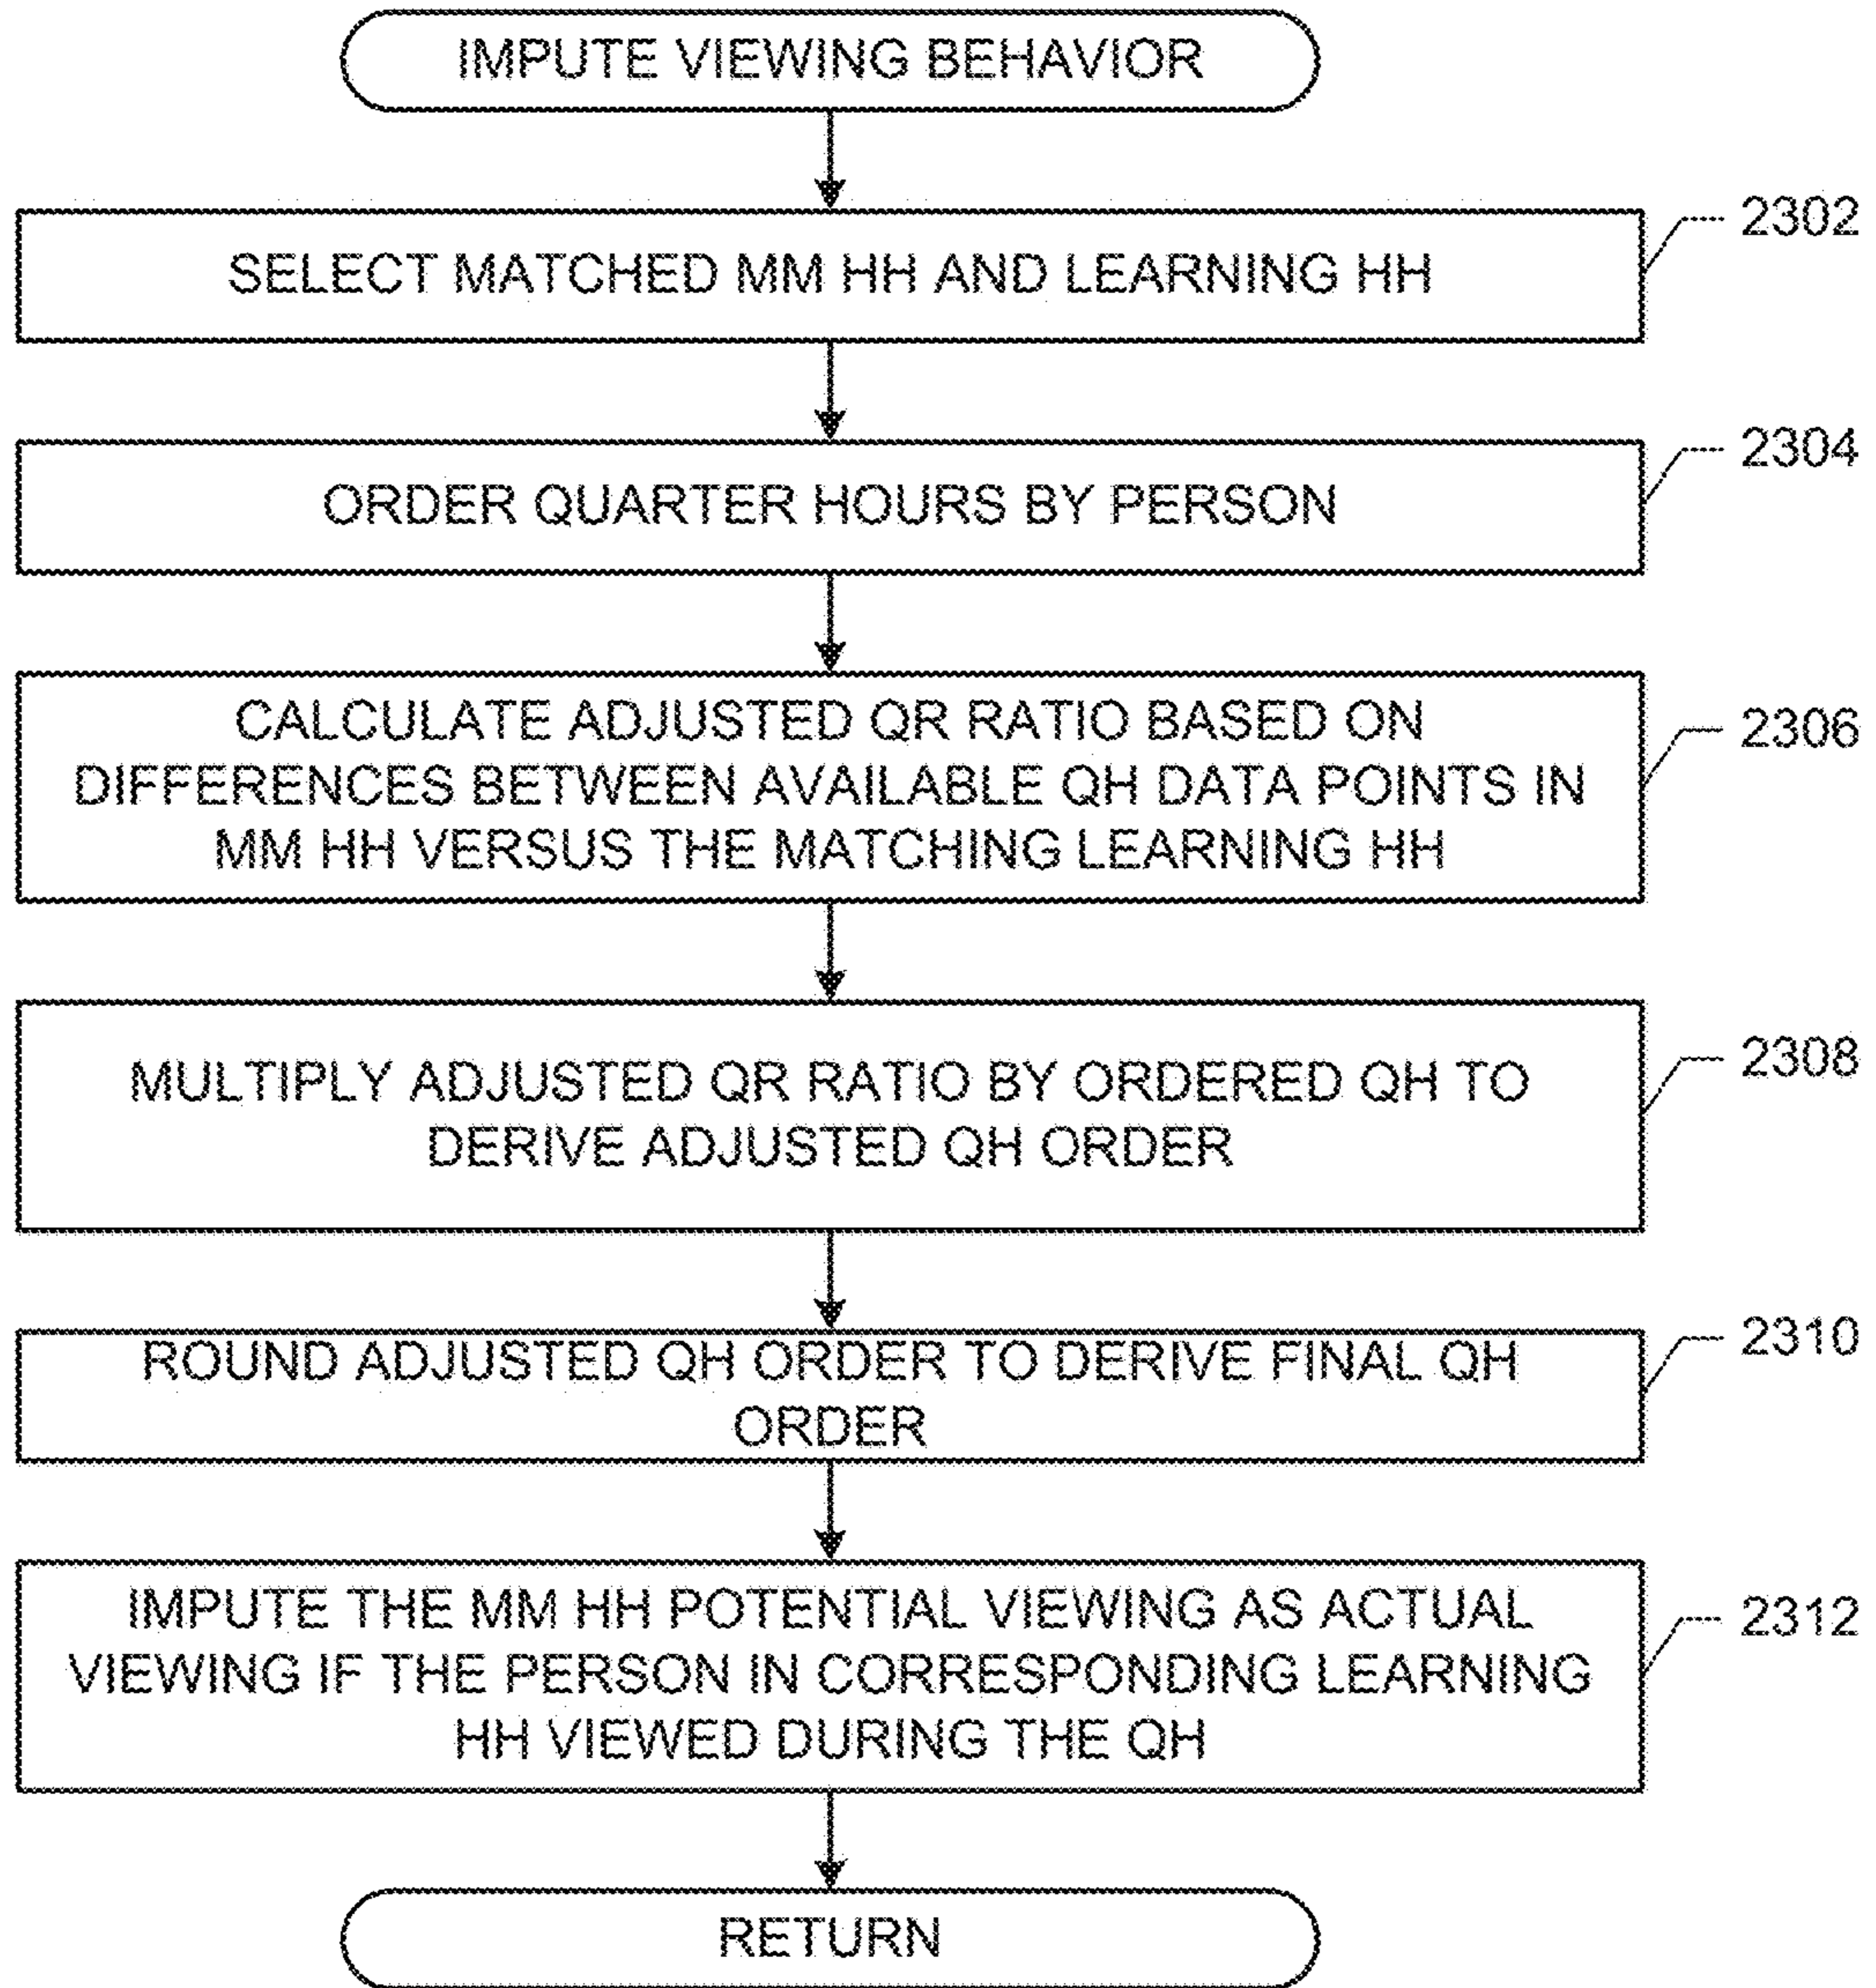 IMPUTE VIEWING BEHAVIOR
2302
SELECT MATCHED MM HH AND LEARNING HH
2304
ORDER QUARTER HOURS BY PERSON
2306
CALCULATE ADJUSTED QR RATIO BASED ON
DIFFERENCES BETWEEN AVAILABLE QH DATA POINTS IN
MM HH VERSUS THE MATCHING LEARNING HH
2308
MULTIPLY ADJUSTED QR RATIO BY ORDERED QH TO
DERIVE ADJUSTED QH ORDER
2310
ROUND ADJUSTED QH ORDER TO DERIVE FINAL QH
ORDER
2312
IMPUTE THE MM HH POTENTIAL VIEWING AS ACTUAL
VIEWING IF THE PERSON IN CORRESPONDING LEARNING
HH VIEWED DURING THE QH
RETURN